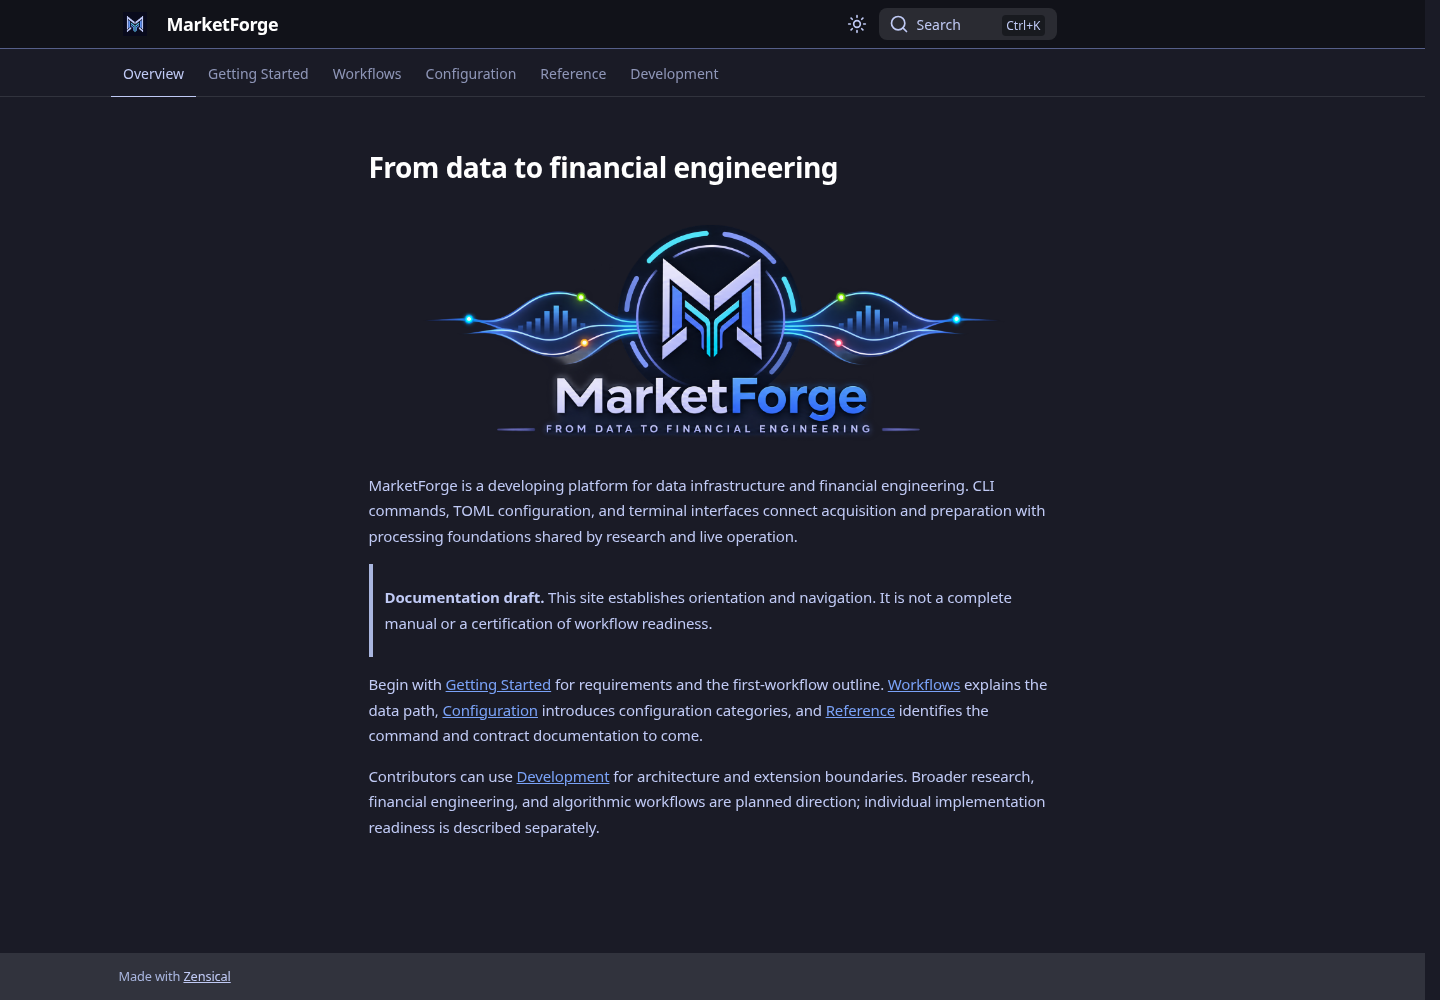 MarketForge
Search
Ctrl+K
Overview
Getting Started
Workflows
Configuration
Reference
Development
From data to financial engineering
MarketForge
FROM DATA TO FINANCIAL ENGINEERING
MarketForge is a developing platform for data infrastructure and financial engineering. CLI
commands, TOML configuration, and terminal interfaces connect acquisition and preparation with
processing foundations shared by research and live operation.
Documentation draft. This site establishes orientation and navigation. It is not a complete
manual or a certification of workflow readiness.
Begin with Getting Started for requirements and the first-workflow outline. Workflows explains the
data path, Configuration introduces configuration categories, and Reference identifies the
command and contract documentation to come.
Contributors can use Development for architecture and extension boundaries. Broader research,
financial engineering, and algorithmic workflows are planned direction; individual implementation
readiness is described separately.
Made with Zensical